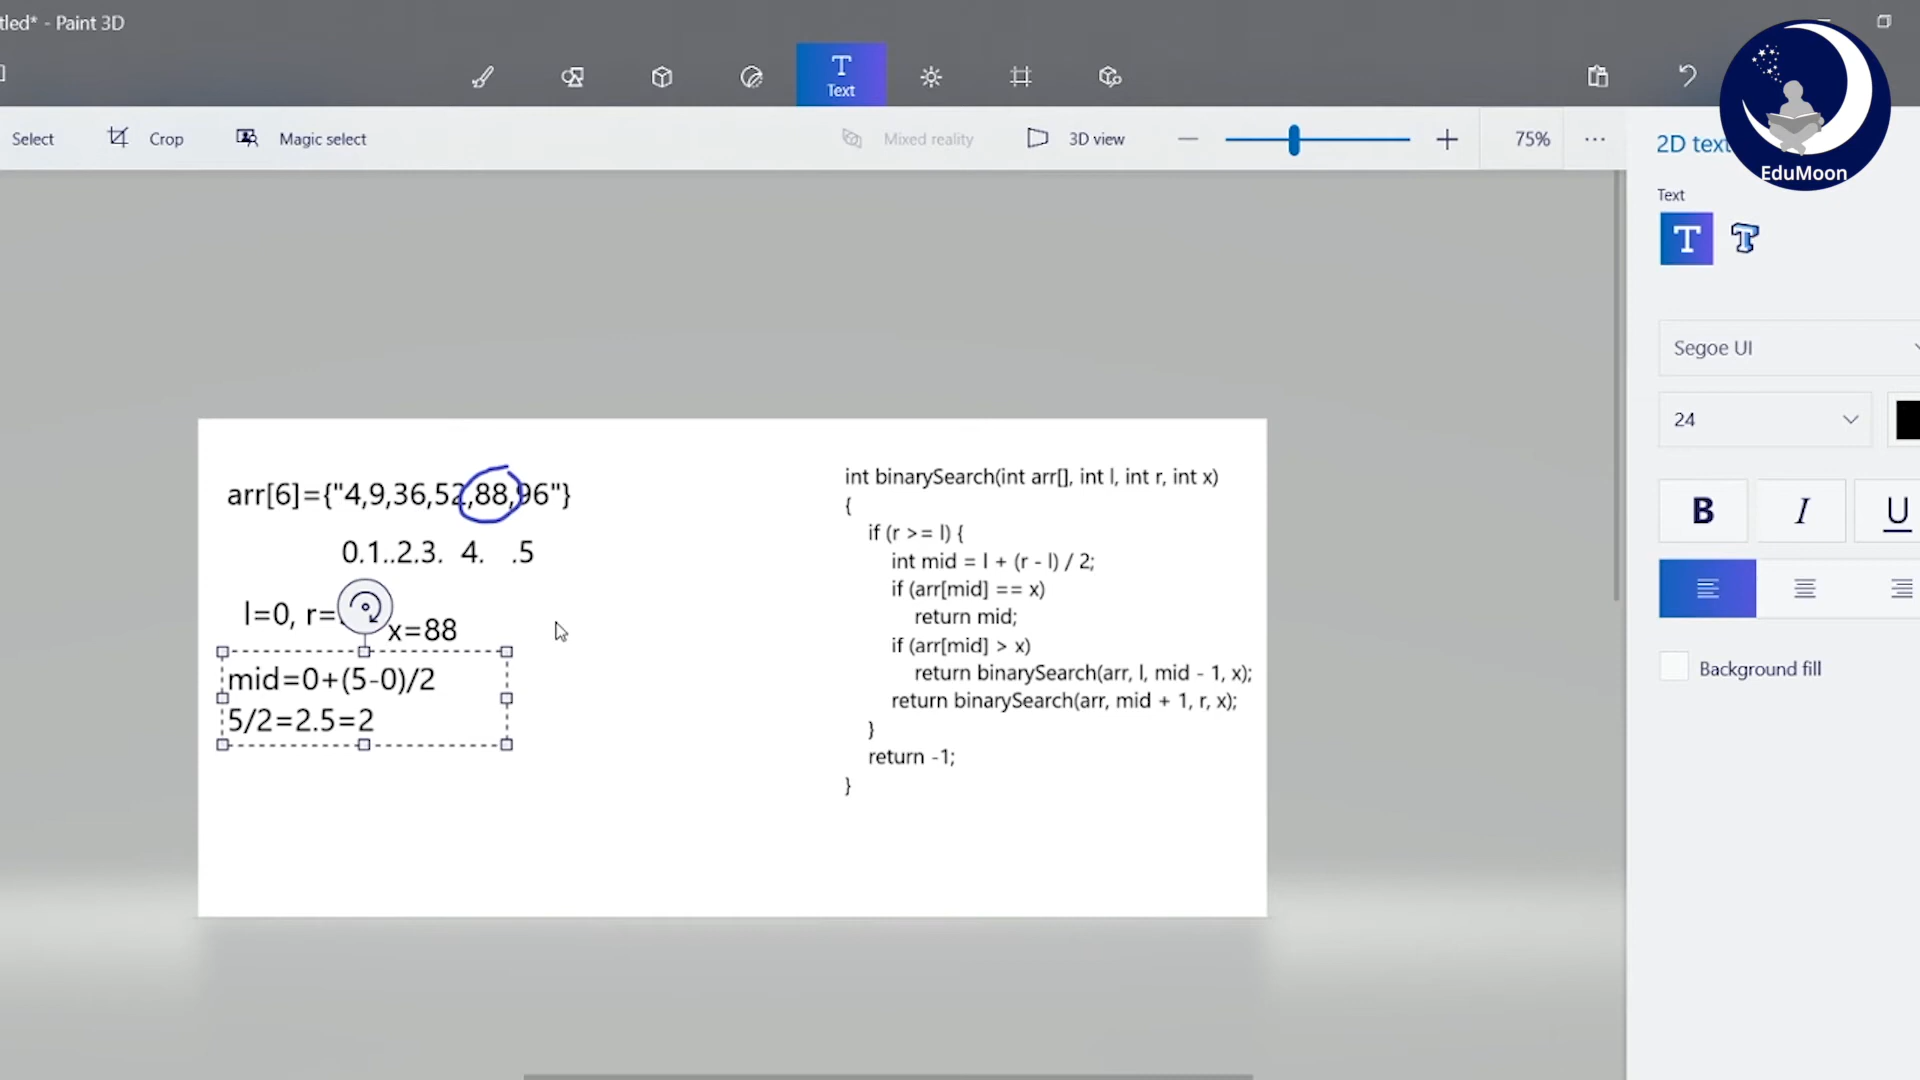 tled* - Paint 3D
Text
Select Crop Magic select Mixed reality 3D view 75% ...
EduMoon
2D text
Text
Segoe UI
24
B I U
Background fill
arr[6]={"4,9,36,52,88,96"}
0.1..2.3. 4. .5
l=0, r=
x=88
mid=0+(5-0)/2
5/2=2.5=2
int binarySearch(int arr[], int l, int r, int x)
{
if (r >= l) {
int mid = l + (r - l) / 2;
if (arr[mid] == x)
return mid;
if (arr[mid] > x)
return binarySearch(arr, l, mid - 1, x);
return binarySearch(arr, mid + 1, r, x);
}
return -1;
}